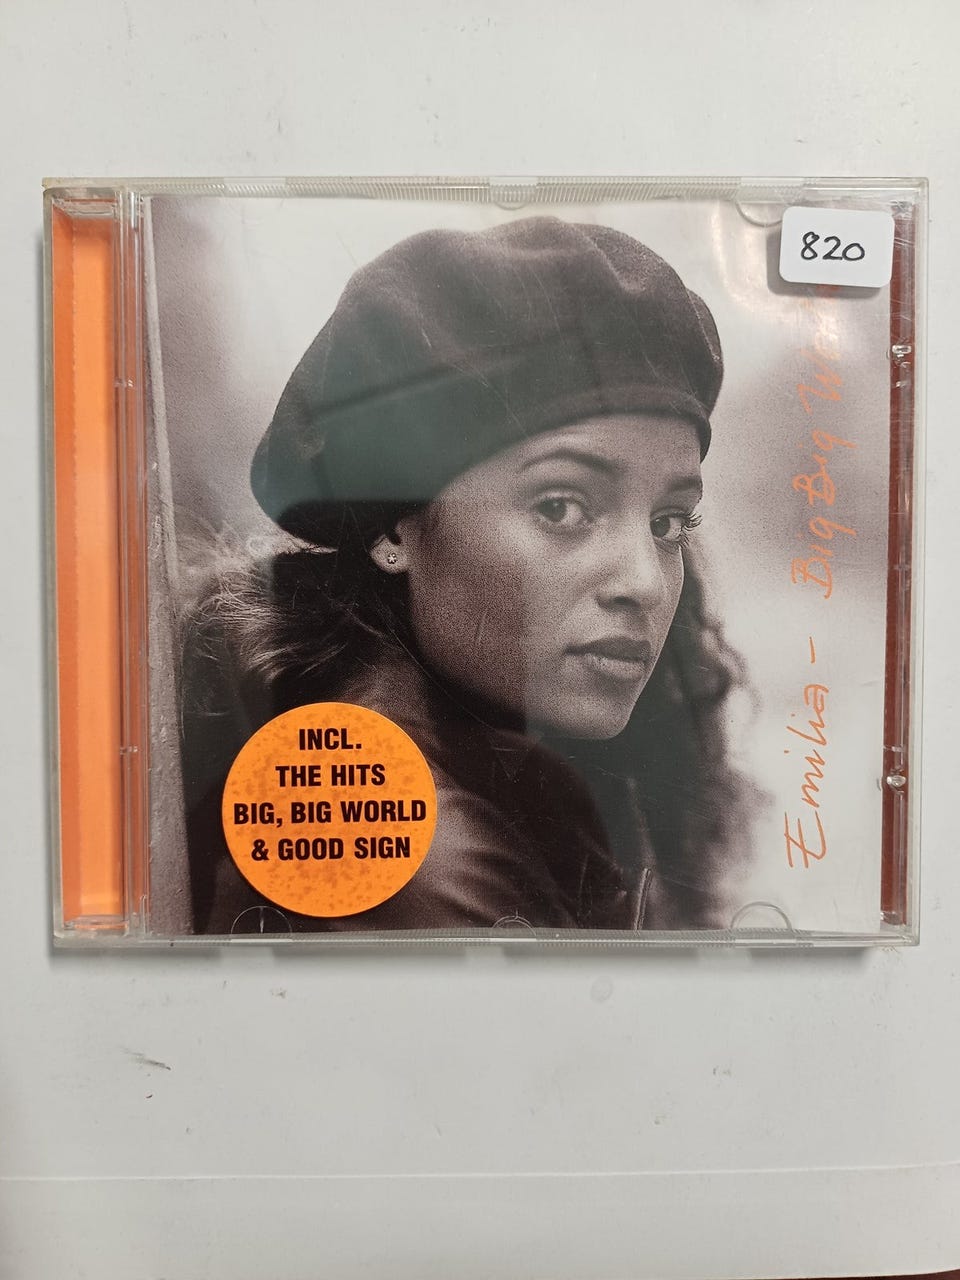 820
Emilia - Big Big
INCL.
THE HITS
BIG, BIG WORLD
& GOOD SIGN